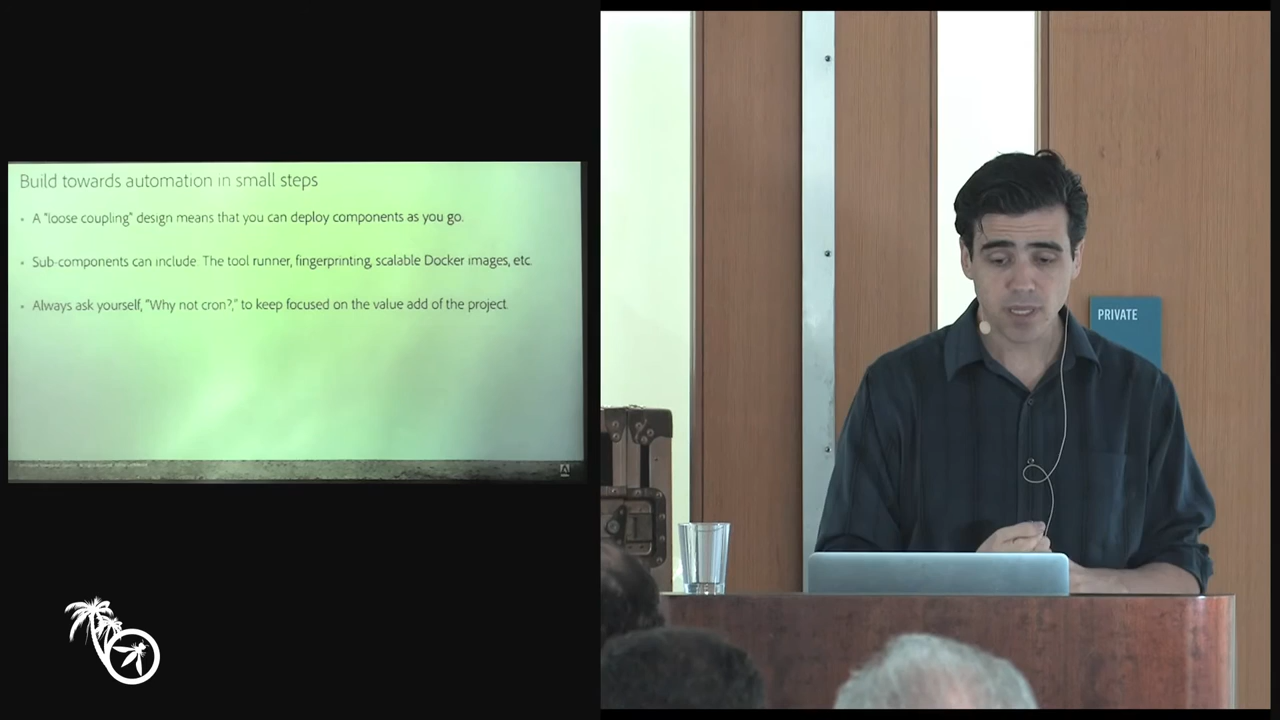 Build towards automation in small steps
• A "loose coupling" design means that you can deploy components as you go.
• Sub-components can include: The tool runner, fingerprinting, scalable Docker images, etc.
• Always ask yourself, "Why not cron?," to keep focused on the value add of the project.
PRIVATE